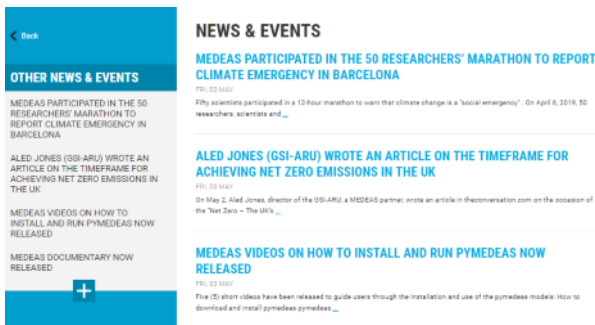 Back
OTHER NEWS & EVENTS
MEDEAS PARTICIPATED IN THE 50
RESEARCHERS' MARATHON TO
REPORT CLIMATE EMERGENCY IN
BARCELONA
ALED JONES (GSI-ARU) WROTE AN
ARTICLE ON THE TIMEFRAME FOR
ACHIEVING NET ZERO EMISSIONS IN
THE UK
MEDEAS VIDEOS ON HOW TO
INSTALL AND RUN PYMEDEAS NOW
RELEASED
MEDEAS DOCUMENTARY NOW
RELEASED
NEWS & EVENTS
MEDEAS PARTICIPATED IN THE 50 RESEARCHERS' MARATHON TO REPORT
CLIMATE EMERGENCY IN BARCELONA
FRI, 03 MAY
Fifty scientists participated in a 12-hour marathon to warn that climate change is a "social emergency" . On April 6, 2019, 50
researchers, scientists and ...
ALED JONES (GSI-ARU) WROTE AN ARTICLE ON THE TIMEFRAME FOR
ACHIEVING NET ZERO EMISSIONS IN THE UK
FRI, 03 MAY
On May 2, Aled Jones, director of the GSI-ARU, a MEDEAS partner, wrote an article in theconversation.com on the occasion of
the "Net Zero – The UK's ...
MEDEAS VIDEOS ON HOW TO INSTALL AND RUN PYMEDEAS NOW
RELEASED
FRI, 03 MAY
Five (5) short videos have been released to guide users through the installation and use of the pymedeas models: How to
download and install pymedeas pymedeas ...